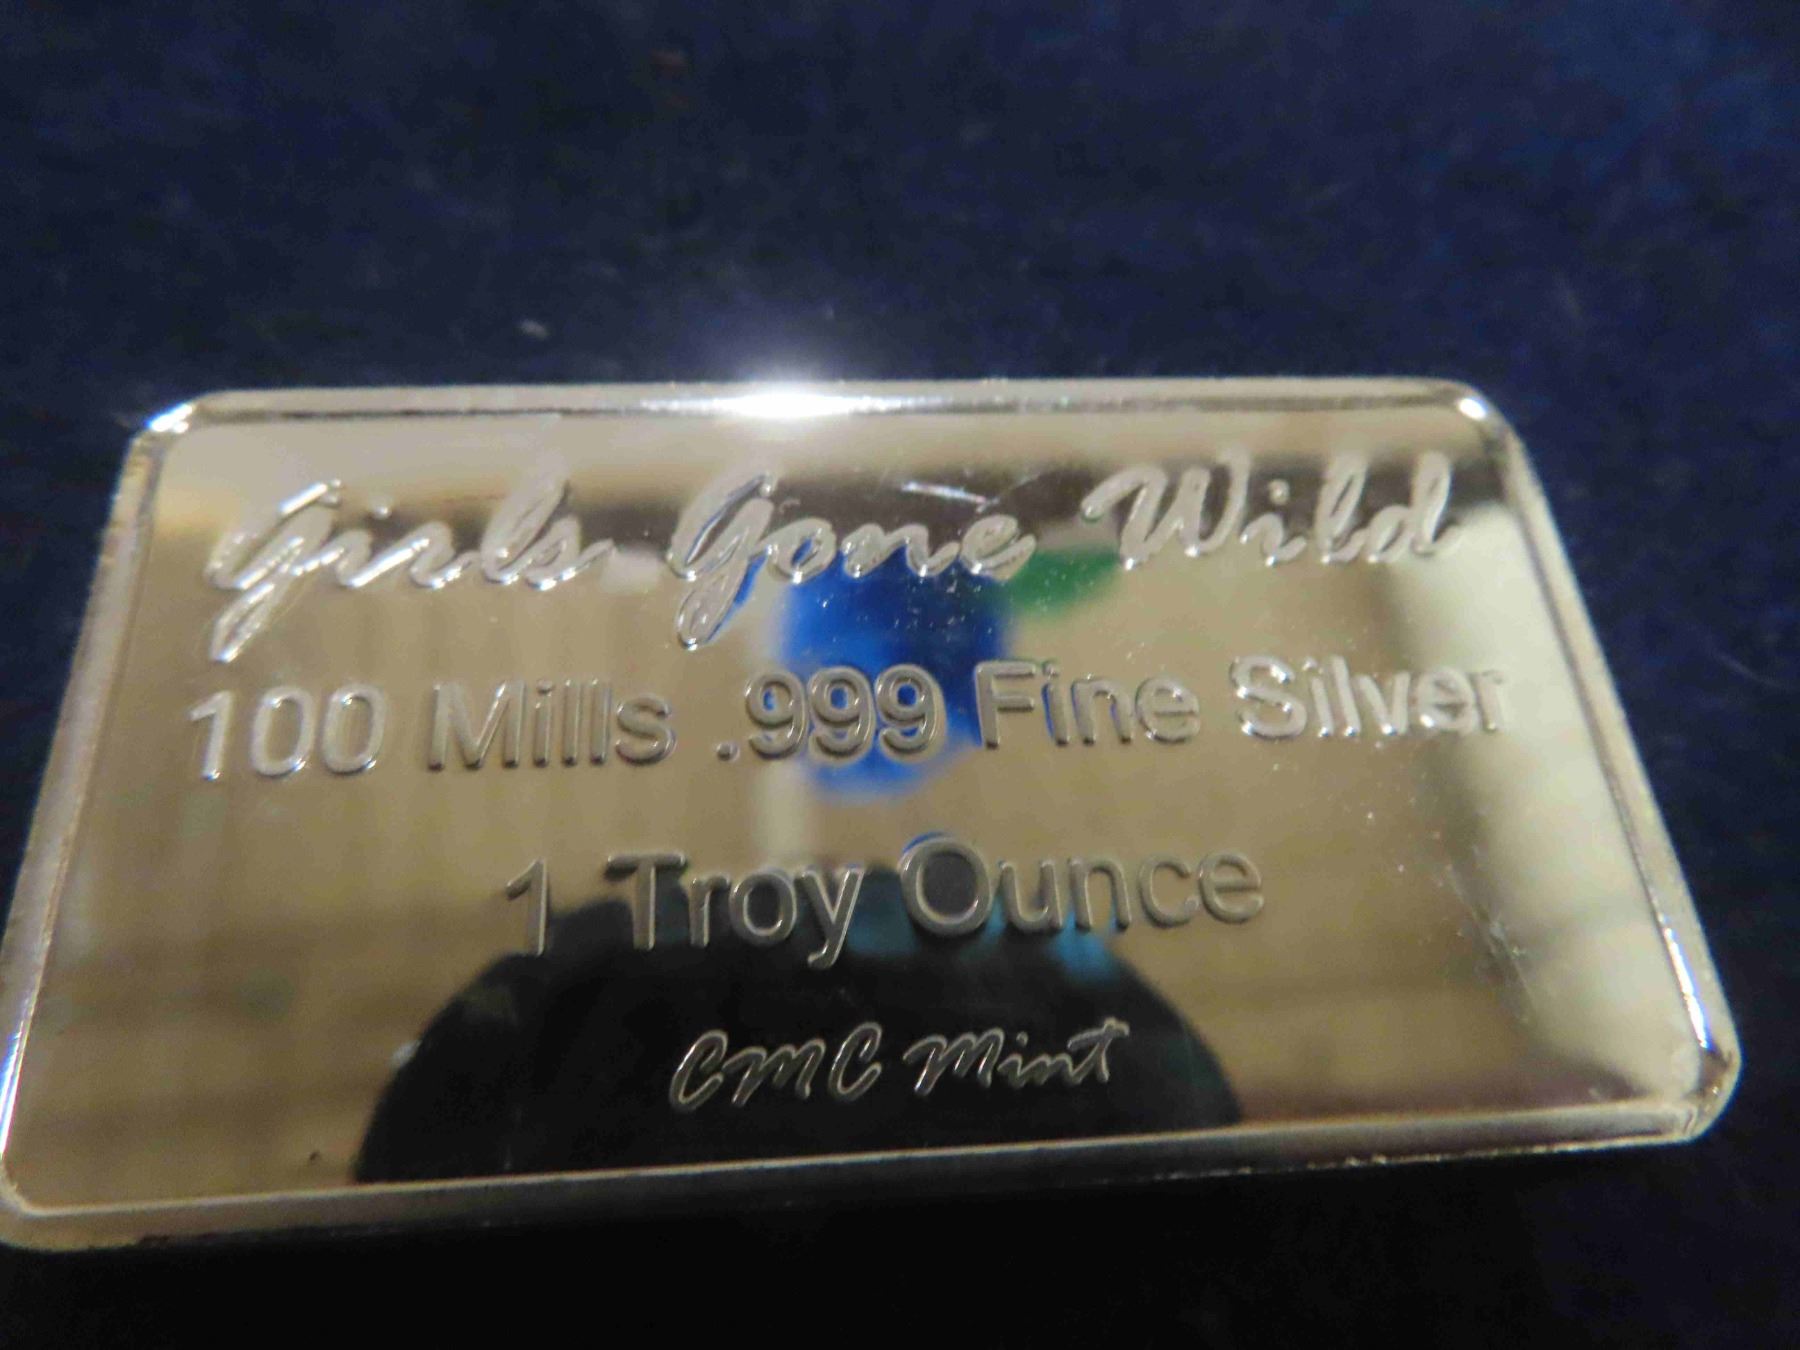 Girls Gone Wild
100 Mills .999 Fine Silver
1 Troy Ounce
CMC Mint